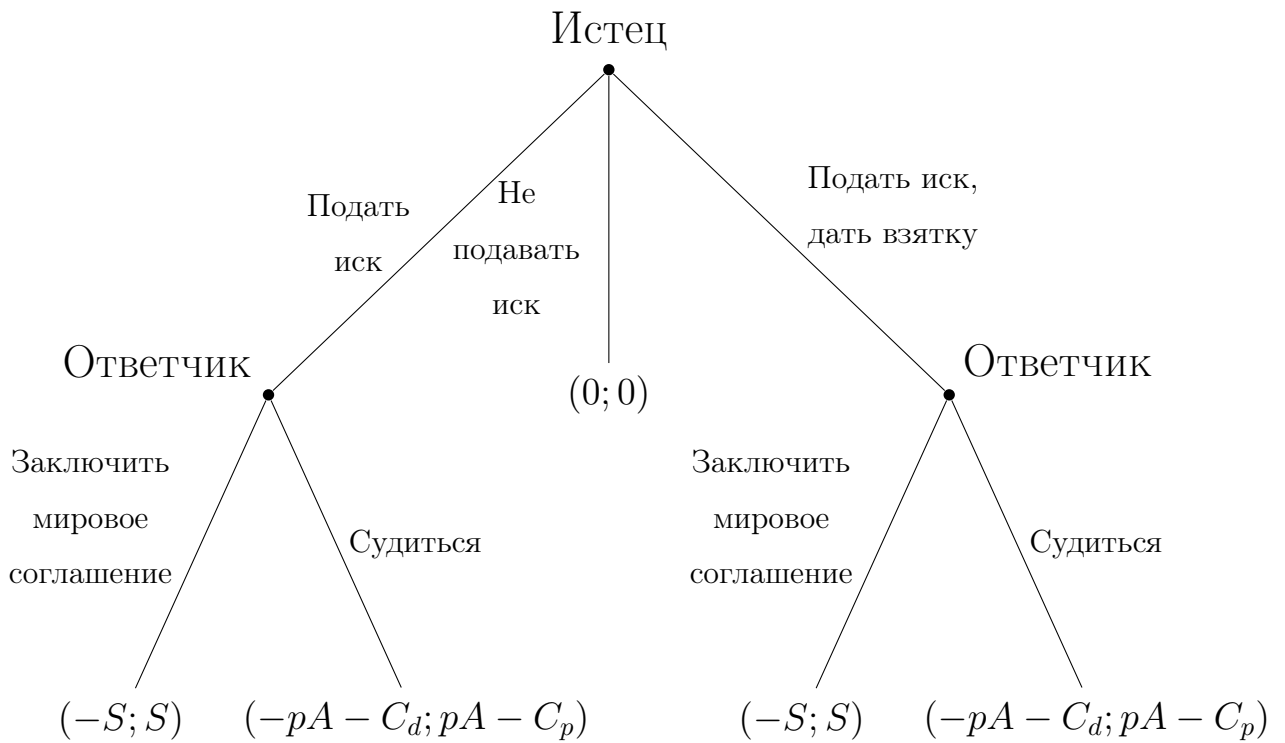 Истец
Подать
иск
Не
подавать
иск
Подать иск,
дать взятку
Ответчик
(0; 0)
Ответчик
Заключить
мировое
соглашение
Судиться
Заключить
мировое
соглашение
Судиться
(−S; S)
(−pA − C_d; pA − C_p)
(−S; S)
(−pA − C_d; pA − C_p)